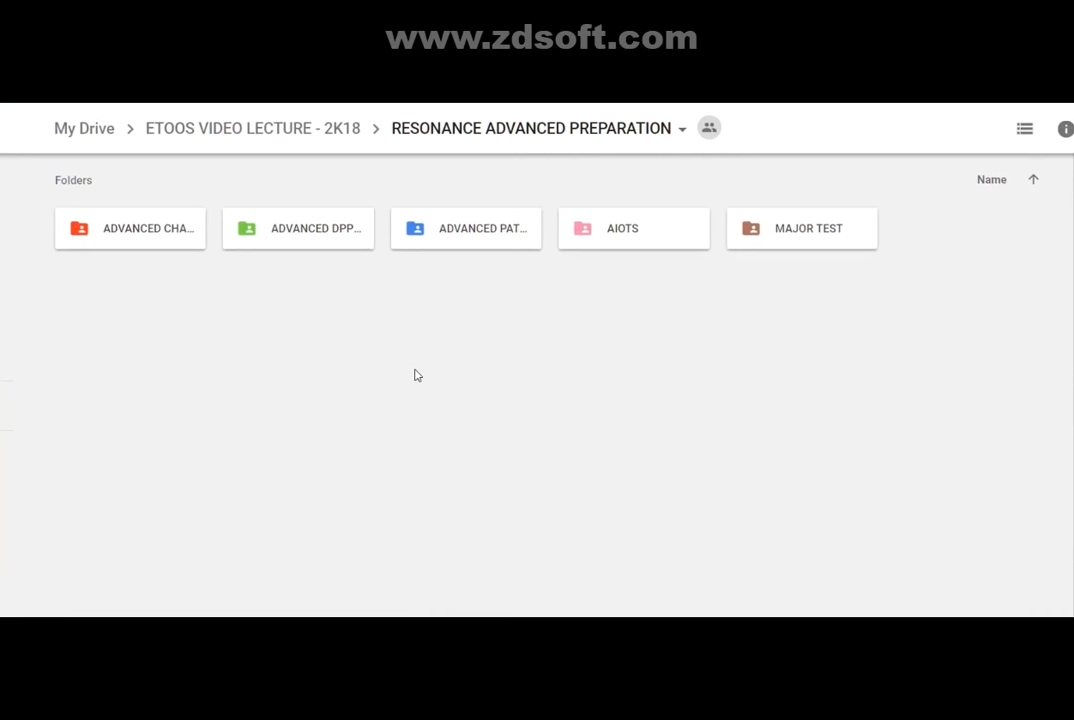 www.zdsoft.com
My Drive > ETOOS VIDEO LECTURE - 2K18 > RESONANCE ADVANCED PREPARATION
Folders
Name
ADVANCED CHA...
ADVANCED DPP...
ADVANCED PAT...
AIOTS
MAJOR TEST